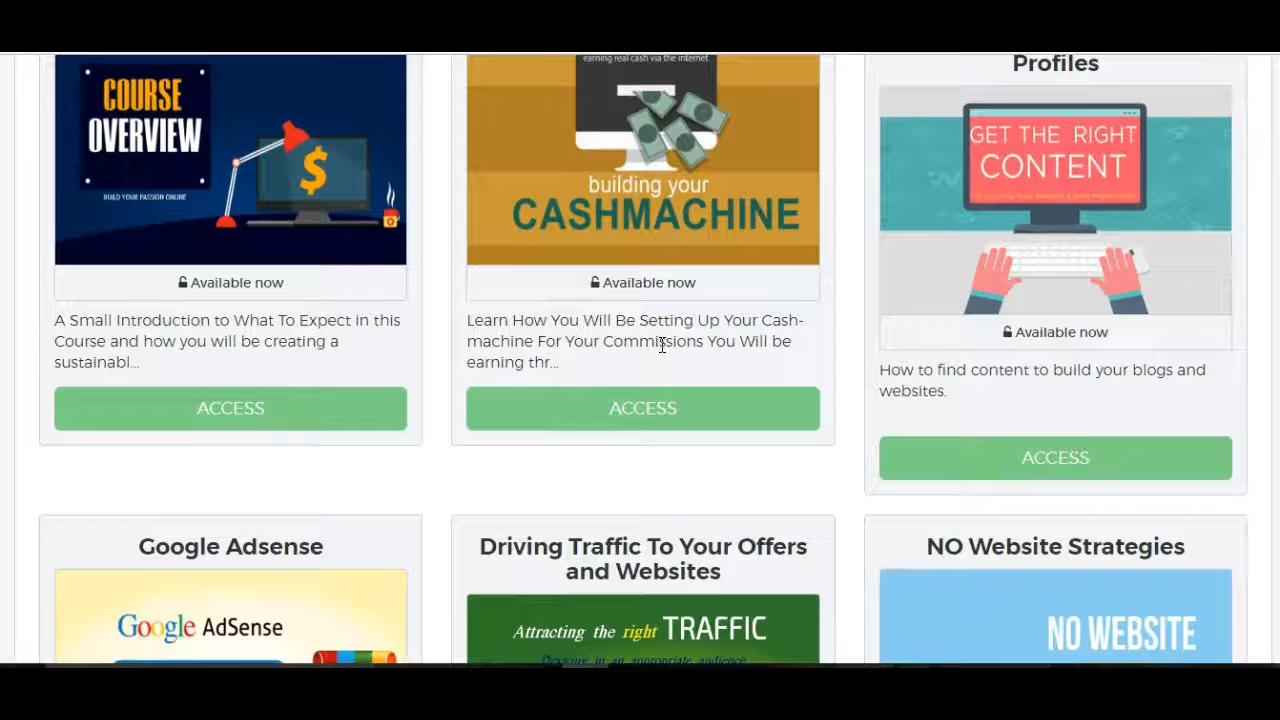 COURSE
OVERVIEW
BUILD YOUR PASSION ONLINE
Available now
A Small Introduction to What To Expect in this
Course and how you will be creating a
sustainabl...
ACCESS
earning real cash via the internet
building your
CASHMACHINE
Available now
Learn How You Will Be Setting Up Your Cash-
machine For Your Commissions You Will be
earning thr...
ACCESS
Profiles
GET THE RIGHT
CONTENT
Available now
How to find content to build your blogs and
websites.
ACCESS
Google Adsense
Google AdSense
Driving Traffic To Your Offers
and Websites
Attracting the right TRAFFIC
NO Website Strategies
NO WEBSITE